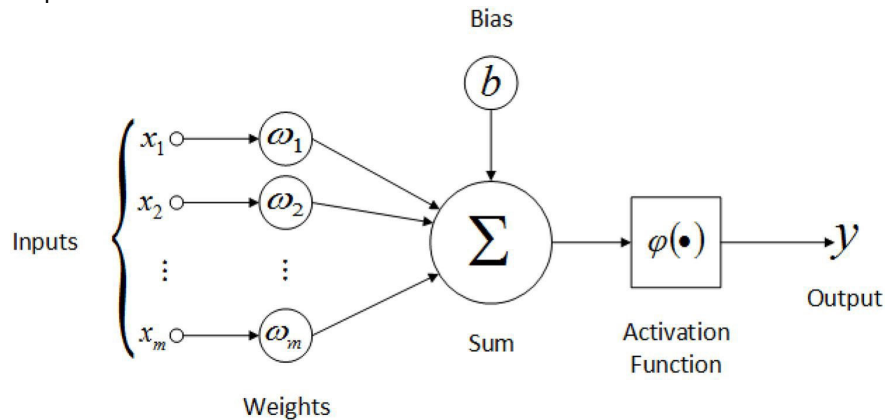 Bias
b
x₁ ω₁
x₂ ω₂
Inputs
Σ
φ(•)
y
⋮ ⋮
Output
xₘ ωₘ
Sum
Activation
Function
Weights